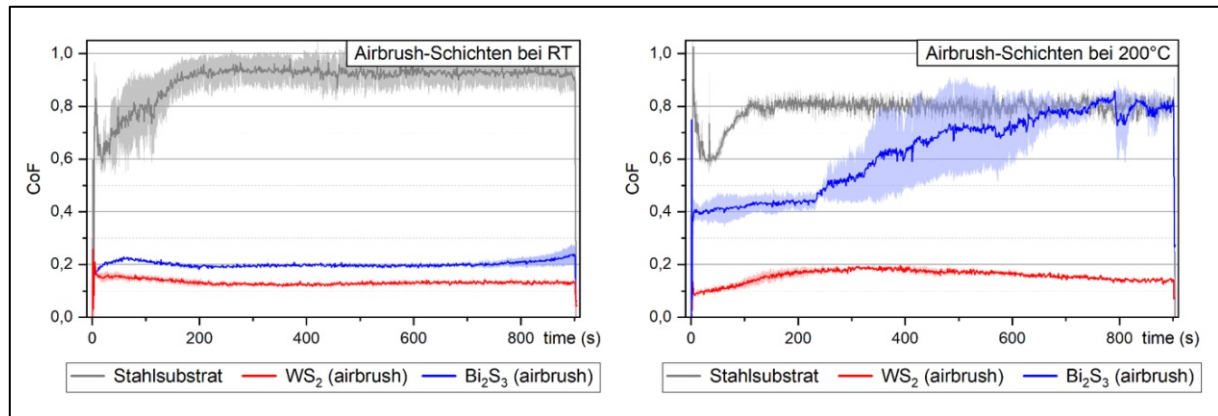 Airbrush-Schichten bei RT
1,0
0,8
0,6
0,4
0,2
0,0
CoF
0 200 400 600 800 time (s)
Stahlsubstrat WS₂ (airbrush) Bi₂S₃ (airbrush)
Airbrush-Schichten bei 200°C
1,0
0,8
0,6
0,4
0,2
0,0
CoF
0 200 400 600 800 time (s)
Stahlsubstrat WS₂ (airbrush) Bi₂S₃ (airbrush)